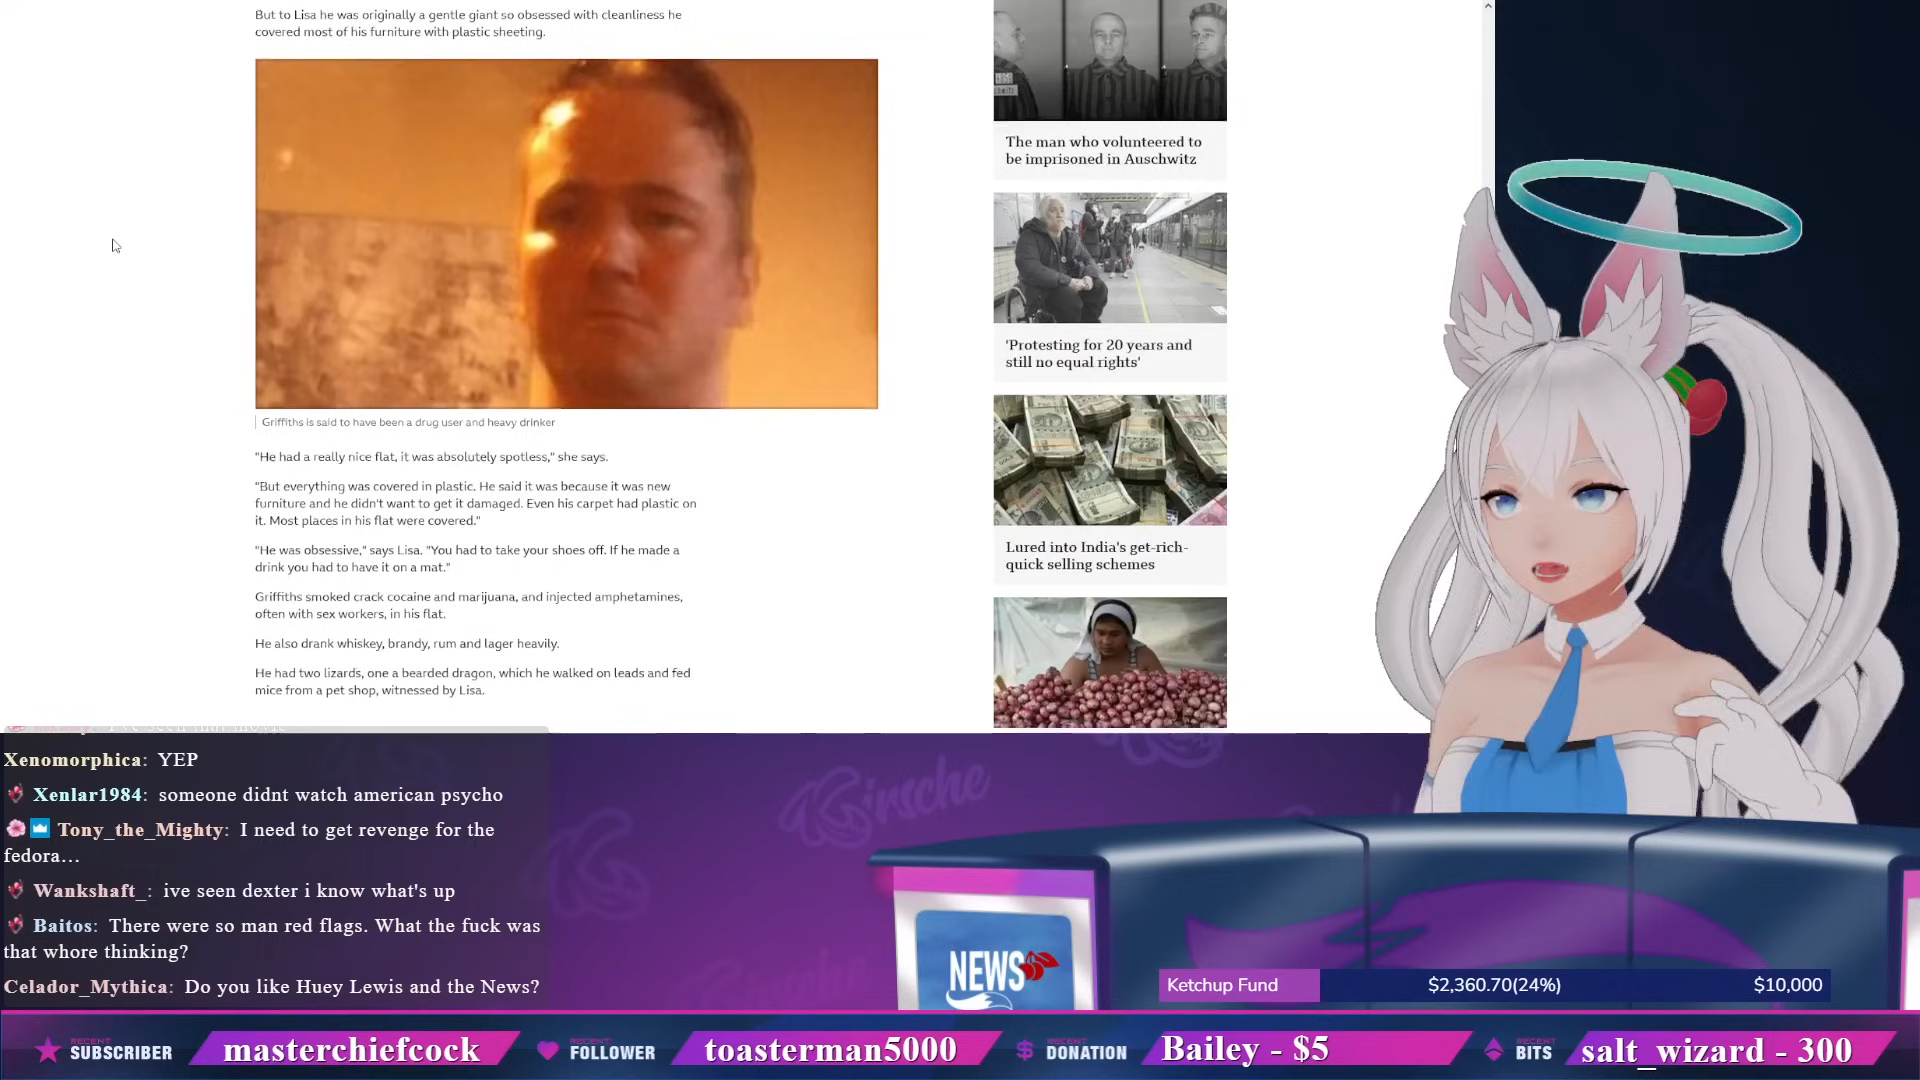 But to Lisa he was originally a gentle giant so obsessed with cleanliness he
covered most of his furniture with plastic sheeting.
Griffiths is said to have been a drug user and heavy drinker
"He had a really nice flat, it was absolutely spotless," she says.
"But everything was covered in plastic. He said it was because it was new
furniture and he didn't want to get it damaged. Even his carpet had plastic on
it. Most places in his flat were covered."
"He was obsessive," says Lisa. "You had to take your shoes off. If he made a
drink you had to have it on a mat."
Griffiths smoked crack cocaine and marijuana, and injected amphetamines,
often with sex workers, in his flat.
He also drank whiskey, brandy, rum and lager heavily.
He had two lizards, one a bearded dragon, which he walked on leads and fed
mice from a pet shop, witnessed by Lisa.
The man who volunteered to
be imprisoned in Auschwitz
'Protesting for 20 years and
still no equal rights'
Lured into India's get-rich-
quick selling schemes
Xenomorphica: YEP
Xenlar1984: someone didnt watch american psycho
Tony_the_Mighty: I need to get revenge for the
fedora...
Wankshaft_: ive seen dexter i know what's up
Baitos: There were so man red flags. What the fuck was
that whore thinking?
Celador_Mythica: Do you like Huey Lewis and the News?
Kirsche
NEWS
Ketchup Fund $2,360.70(24%) $10,000
RECENT SUBSCRIBER masterchiefcock
RECENT FOLLOWER toasterman5000
RECENT DONATION Bailey - $5
RECENT BITS salt_wizard - 300